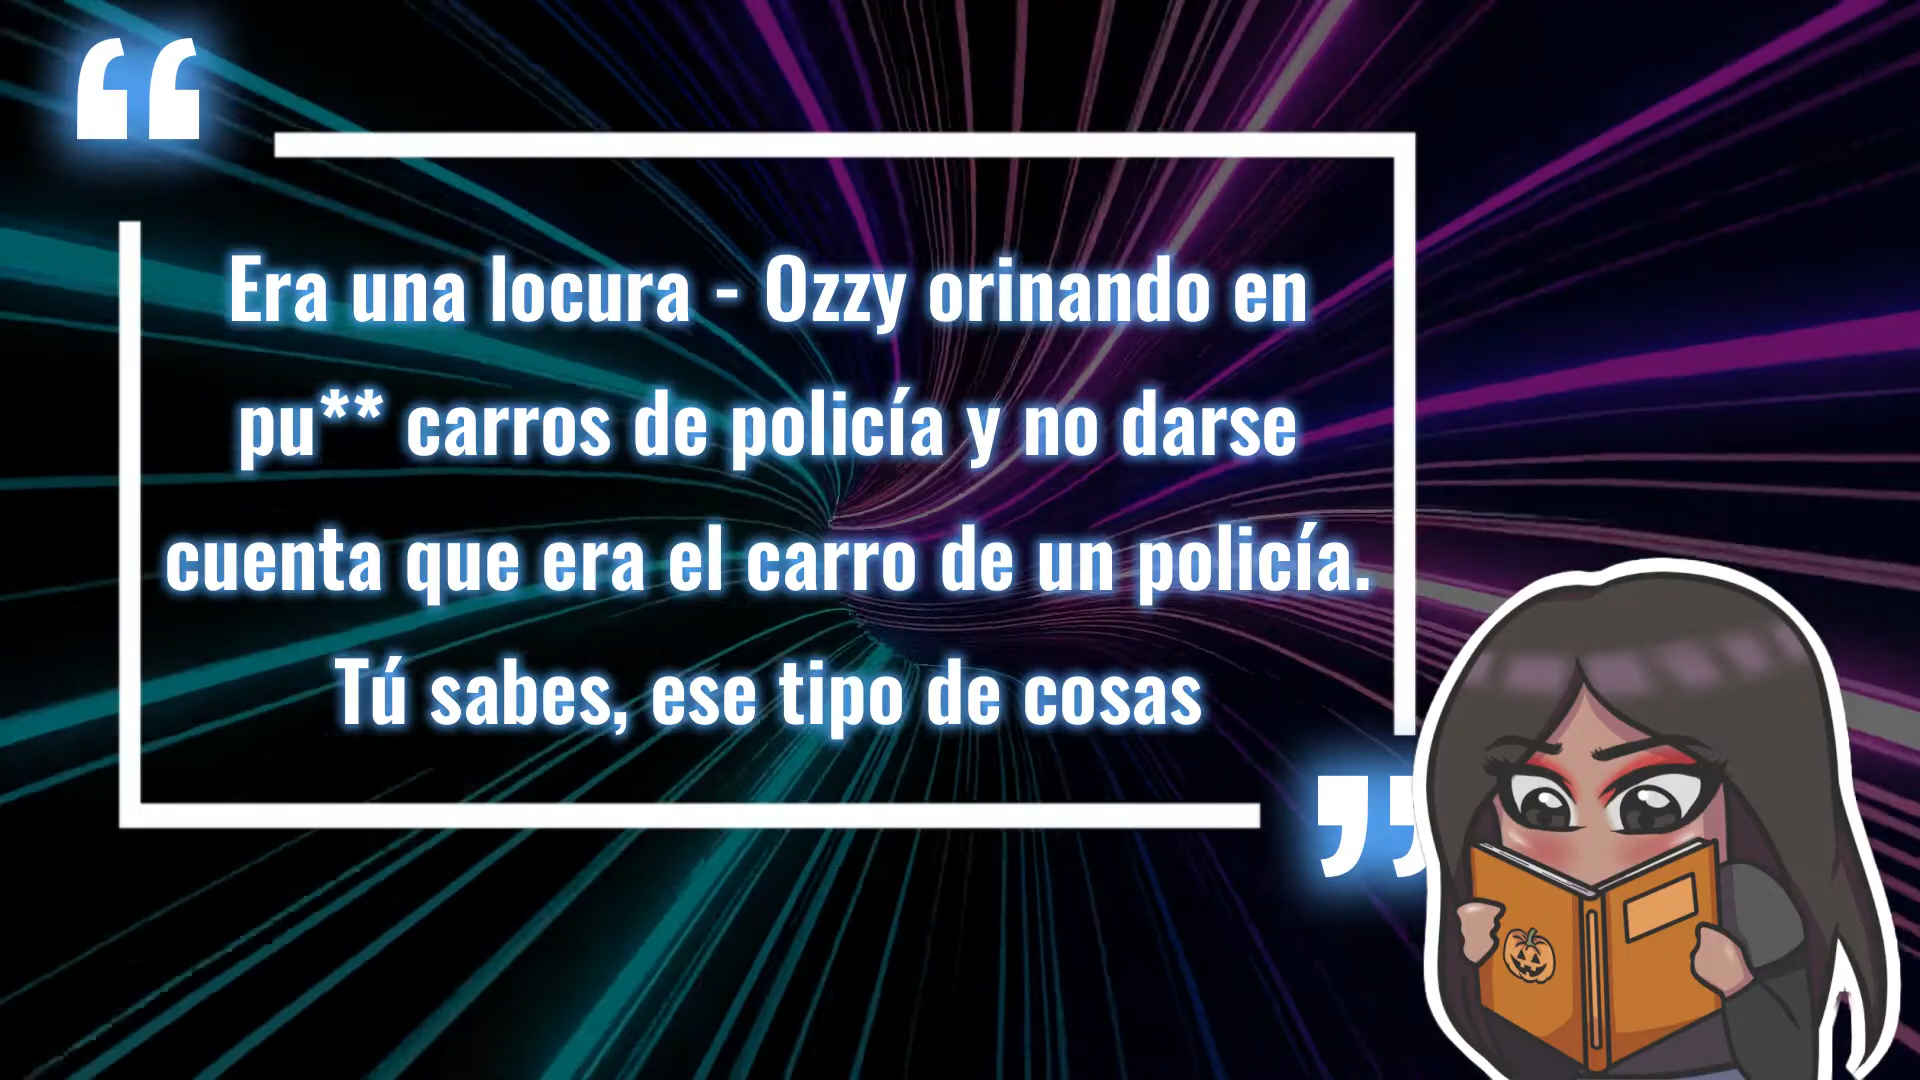 “
Era una locura - Ozzy orinando en
pu** carros de policía y no darse
cuenta que era el carro de un policía.
Tú sabes, ese tipo de cosas
”